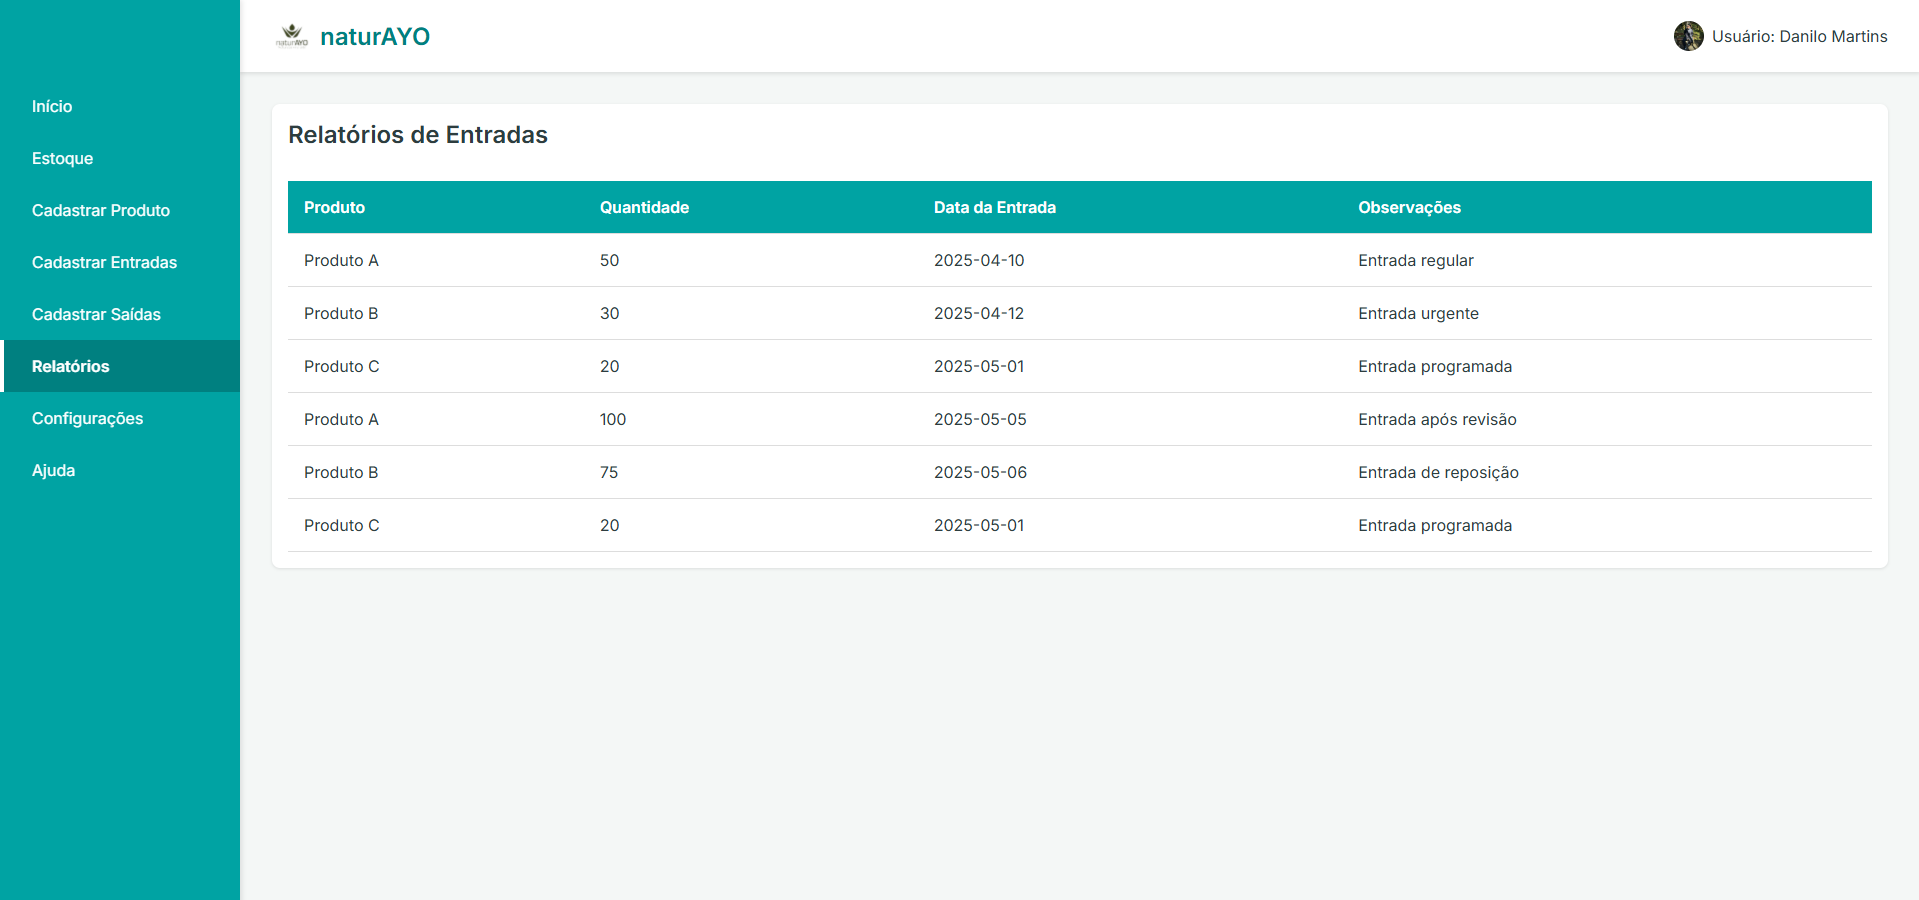 naturAYO
naturAYO
Usuário: Danilo Martins
Início
Estoque
Cadastrar Produto
Cadastrar Entradas
Cadastrar Saídas
Relatórios
Configurações
Ajuda
Relatórios de Entradas
Produto Quantidade Data da Entrada Observações
Produto A 50 2025-04-10 Entrada regular
Produto B 30 2025-04-12 Entrada urgente
Produto C 20 2025-05-01 Entrada programada
Produto A 100 2025-05-05 Entrada após revisão
Produto B 75 2025-05-06 Entrada de reposição
Produto C 20 2025-05-01 Entrada programada